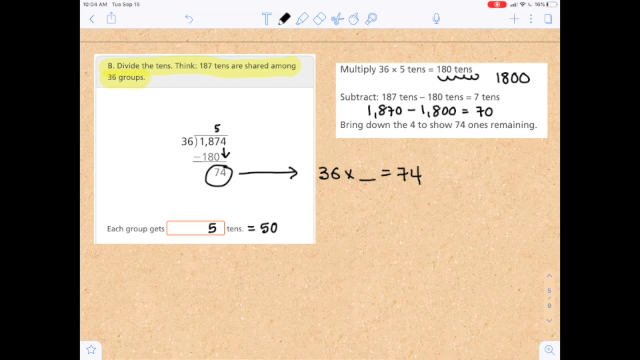 10:04 AM Tue Sep 15
16%
B. Divide the tens. Think: 187 tens are shared among
36 groups.
5
36) 1,874
−180
74
Each group gets 5 tens. = 50
Multiply 36 × 5 tens = 180 tens
1800
Subtract: 187 tens − 180 tens = 7 tens
1,870 − 1,800 = 70
Bring down the 4 to show 74 ones remaining.
36 × _ = 74
5
/
9